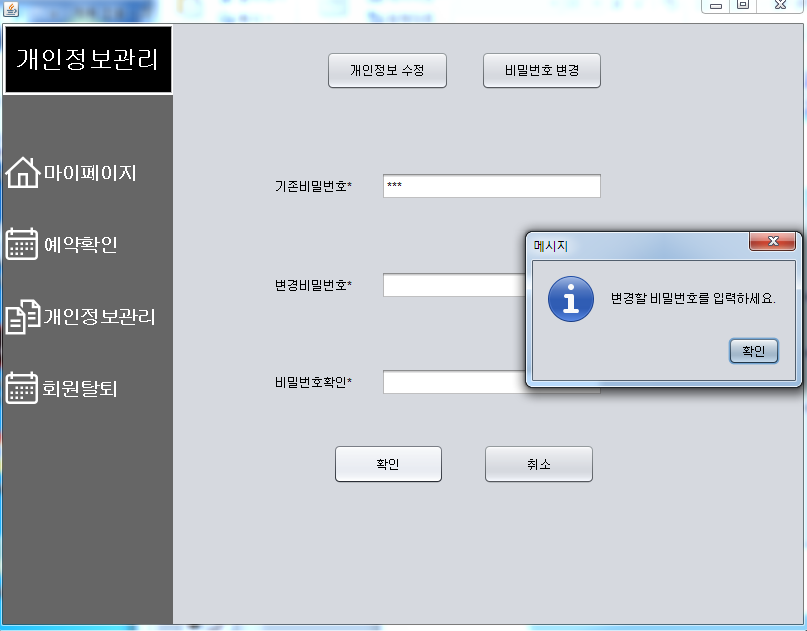 개인정보관리
마이페이지
예약확인
개인정보관리
회원탈퇴
개인정보 수정
비밀번호 변경
기존비밀번호*
***
변경비밀번호*
비밀번호확인*
확인
취소
메시지
변경할 비밀번호를 입력하세요.
확인